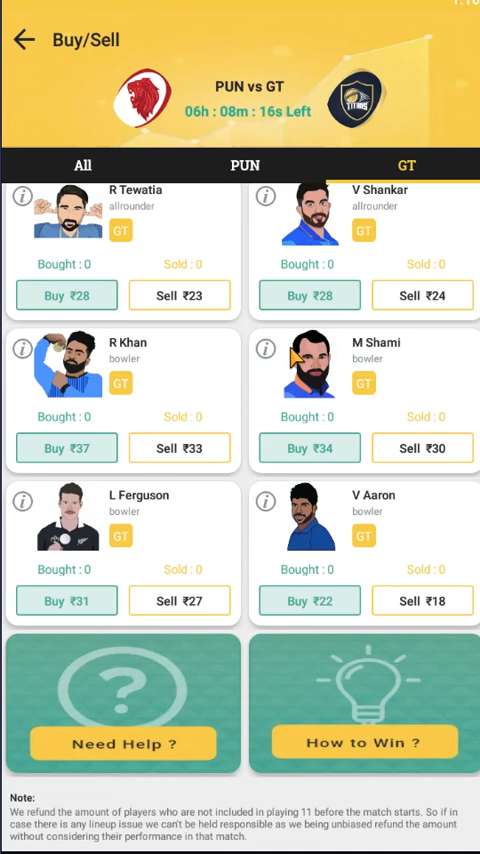 Buy/Sell
PUN vs GT
06h : 08m : 16s Left
TITANS
All PUN GT
R Tewatia
allrounder
GT
Bought : 0 Sold : 0
Buy ₹28 Sell ₹23
V Shankar
allrounder
GT
Bought : 0 Sold : 0
Buy ₹28 Sell ₹24
R Khan
bowler
GT
Bought : 0 Sold : 0
Buy ₹37 Sell ₹33
M Shami
bowler
GT
Bought : 0 Sold : 0
Buy ₹34 Sell ₹30
L Ferguson
bowler
GT
Bought : 0 Sold : 0
Buy ₹31 Sell ₹27
V Aaron
bowler
GT
Bought : 0 Sold : 0
Buy ₹22 Sell ₹18
Need Help ?
How to Win ?
Note:
We refund the amount of players who are not included in playing 11 before the match starts. So if in
case there is any lineup issue we can't be held responsible as we being unbiased refund the amount
without considering their performance in that match.